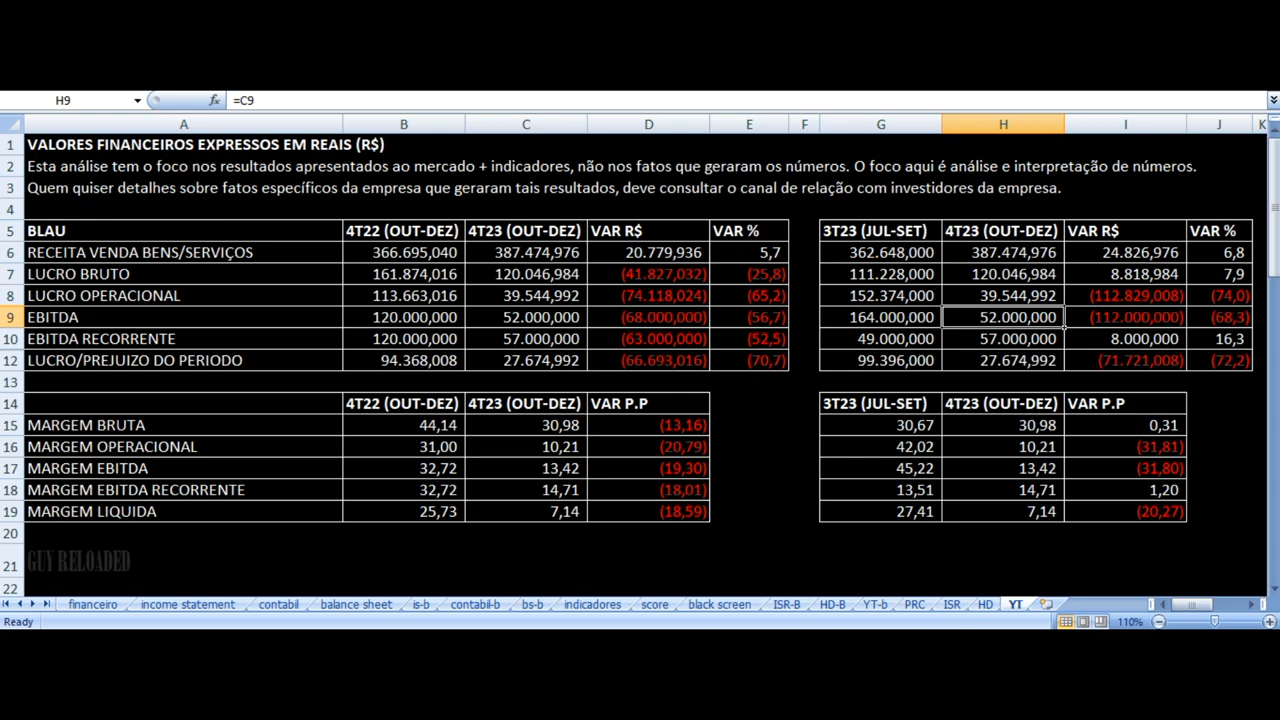 H9 fx =C9
A B C D E F G H I J K
1 VALORES FINANCEIROS EXPRESSOS EM REAIS (R$)
2 Esta análise tem o foco nos resultados apresentados ao mercado + indicadores, não nos fatos que geraram os números. O foco aqui é análise e interpretação de números.
3 Quem quiser detalhes sobre fatos específicos da empresa que geraram tais resultados, deve consultar o canal de relação com investidores da empresa.
4
5 BLAU 4T22 (OUT-DEZ) 4T23 (OUT-DEZ) VAR R$ VAR % 3T23 (JUL-SET) 4T23 (OUT-DEZ) VAR R$ VAR %
6 RECEITA VENDA BENS/SERVIÇOS 366.695,040 387.474,976 20.779,936 5,7 362.648,000 387.474,976 24.826,976 6,8
7 LUCRO BRUTO 161.874,016 120.046,984 (41.827,032) (25,8) 111.228,000 120.046,984 8.818,984 7,9
8 LUCRO OPERACIONAL 113.663,016 39.544,992 (74.118,024) (65,2) 152.374,000 39.544,992 (112.829,008) (74,0)
9 EBITDA 120.000,000 52.000,000 (68.000,000) (56,7) 164.000,000 52.000,000 (112.000,000) (68,3)
10 EBITDA RECORRENTE 120.000,000 57.000,000 (63.000,000) (52,5) 49.000,000 57.000,000 8.000,000 16,3
12 LUCRO/PREJUIZO DO PERIODO 94.368,008 27.674,992 (66.693,016) (70,7) 99.396,000 27.674,992 (71.721,008) (72,2)
13
14 4T22 (OUT-DEZ) 4T23 (OUT-DEZ) VAR P.P 3T23 (JUL-SET) 4T23 (OUT-DEZ) VAR P.P
15 MARGEM BRUTA 44,14 30,98 (13,16) 30,67 30,98 0,31
16 MARGEM OPERACIONAL 31,00 10,21 (20,79) 42,02 10,21 (31,81)
17 MARGEM EBITDA 32,72 13,42 (19,30) 45,22 13,42 (31,80)
18 MARGEM EBITDA RECORRENTE 32,72 14,71 (18,01) 13,51 14,71 1,20
19 MARGEM LIQUIDA 25,73 7,14 (18,59) 27,41 7,14 (20,27)
20
21 GUY RELOADED
22
financeiro income statement contabil balance sheet is-b contabil-b bs-b indicadores score black screen ISR-B HD-B YT-b PRC ISR HD YT
Ready 110%